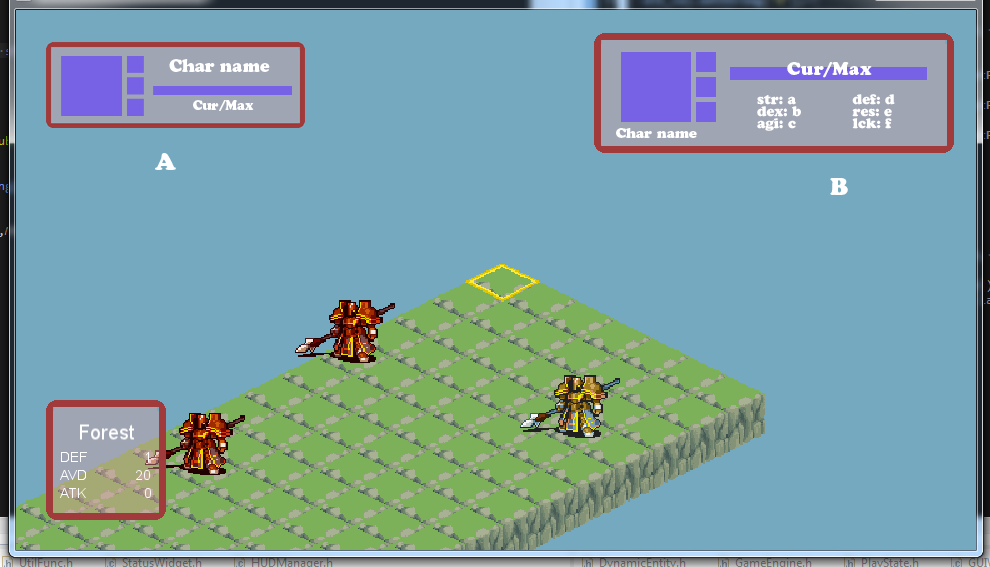 Char name
Cur/Max
A
Cur/Max
str: a def: d
dex: b res: e
agi: c lck: f
Char name
B
Forest
DEF 1
AVD 20
ATK 0
UtilFunc.h StatusWidget.h HUDManager.h DynamicEntity.h GameEngine.h PlayState.h